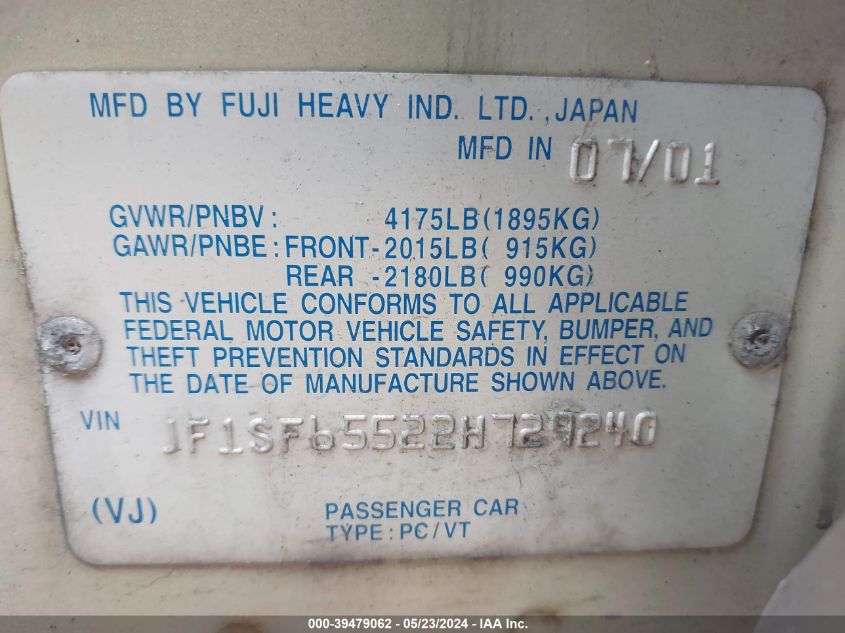 MFD BY FUJI HEAVY IND. LTD., JAPAN
MFD IN 07/01
GVWR/PNBV: 4175LB(1895KG)
GAWR/PNBE: FRONT-2015LB( 915KG)
REAR -2180LB( 990KG)
THIS VEHICLE CONFORMS TO ALL APPLICABLE
FEDERAL MOTOR VEHICLE SAFETY, BUMPER, AND
THEFT PREVENTION STANDARDS IN EFFECT ON
THE DATE OF MANUFACTURE SHOWN ABOVE.
VIN JF1SF65522H729240
(VJ) PASSENGER CAR
TYPE: PC/VT
000-39479062 - 05/23/2024 - IAA Inc.